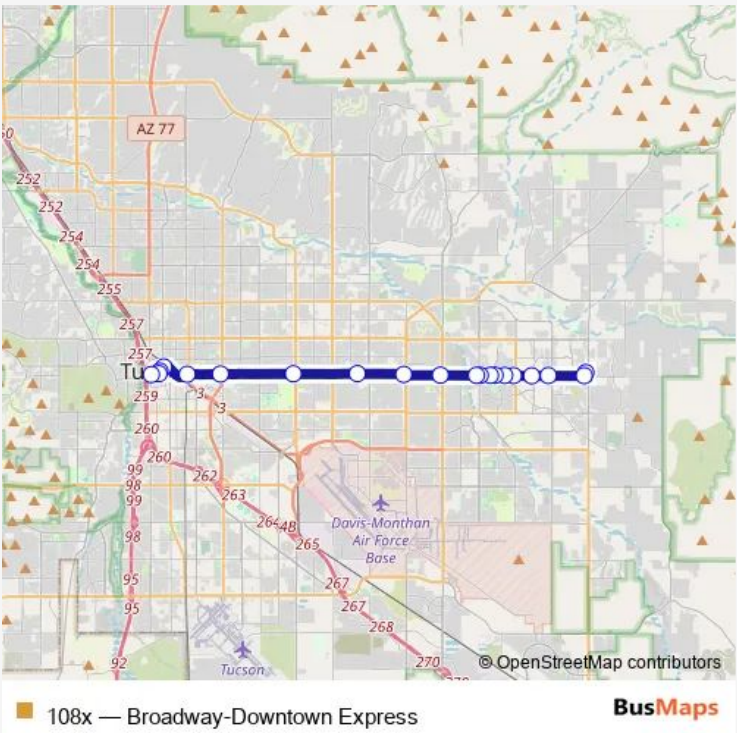 AZ 77
252
252
254
254
255
257
257
Tu
259
3
3
260
260
99
98
99
262
263
264
4B
265
98
Davis-Monthan
Air Force
Base
95
95
267
267
268
92
270
Tucson
© OpenStreetMap contributors
108x — Broadway-Downtown Express
BusMaps